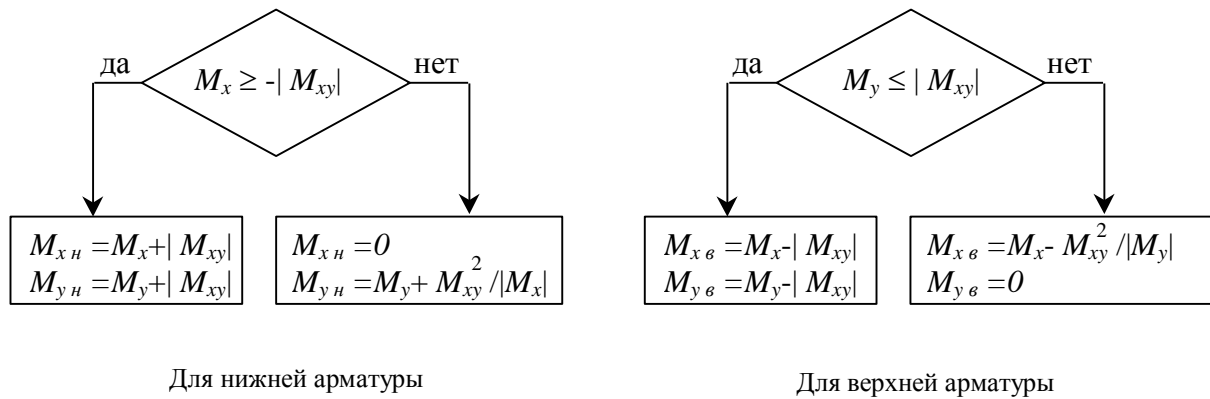 да
M_x ≥ -| M_xy|
нет
M_x н =M_x+| M_xy|
M_y н =M_y+| M_xy|
M_x н =0
M_y н =M_y+ M_xy^2 /|M_x|
Для нижней арматуры
да
M_y ≤ | M_xy|
нет
M_x в =M_x-| M_xy|
M_y в =M_y-| M_xy|
M_x в =M_x- M_xy^2 /|M_y|
M_y в =0
Для верхней арматуры